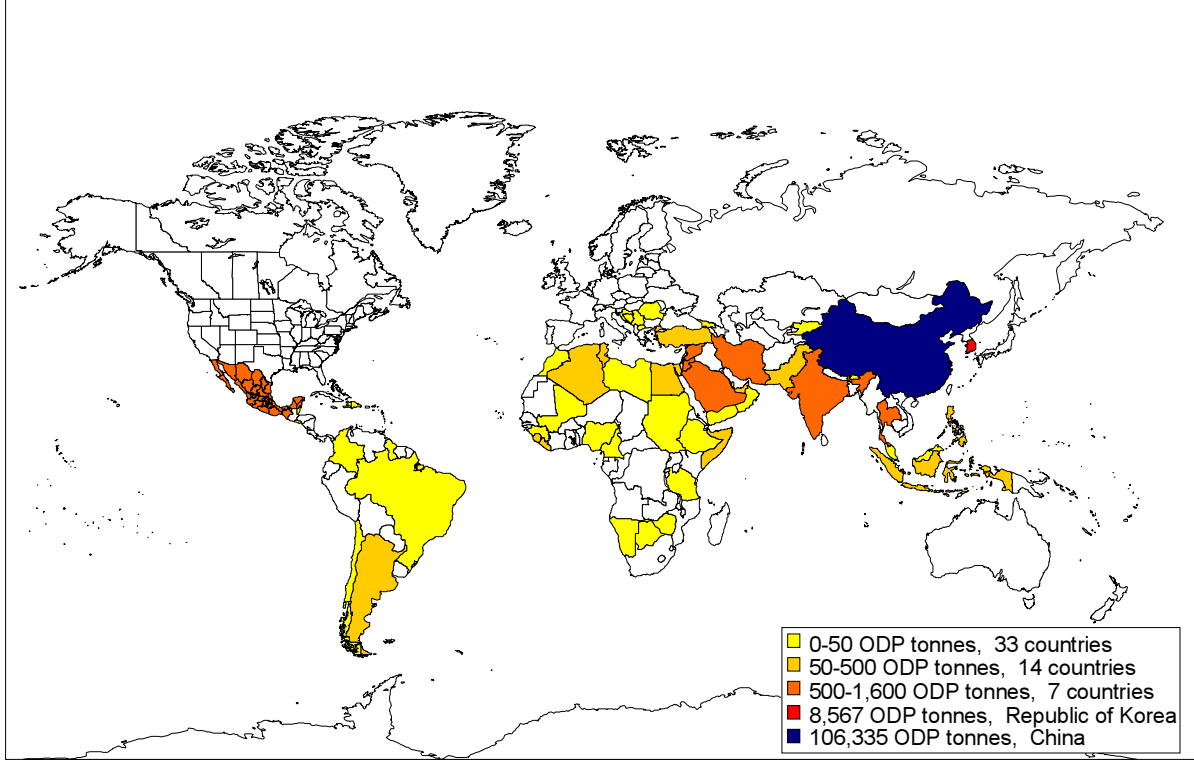 0-50 ODP tonnes, 33 countries
50-500 ODP tonnes, 14 countries
500-1,600 ODP tonnes, 7 countries
8,567 ODP tonnes, Republic of Korea
106,335 ODP tonnes, China